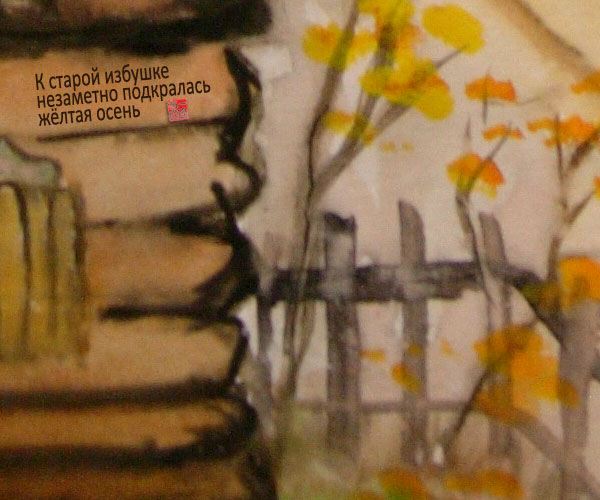 К старой избушке
незаметно подкралась
жёлтая осень